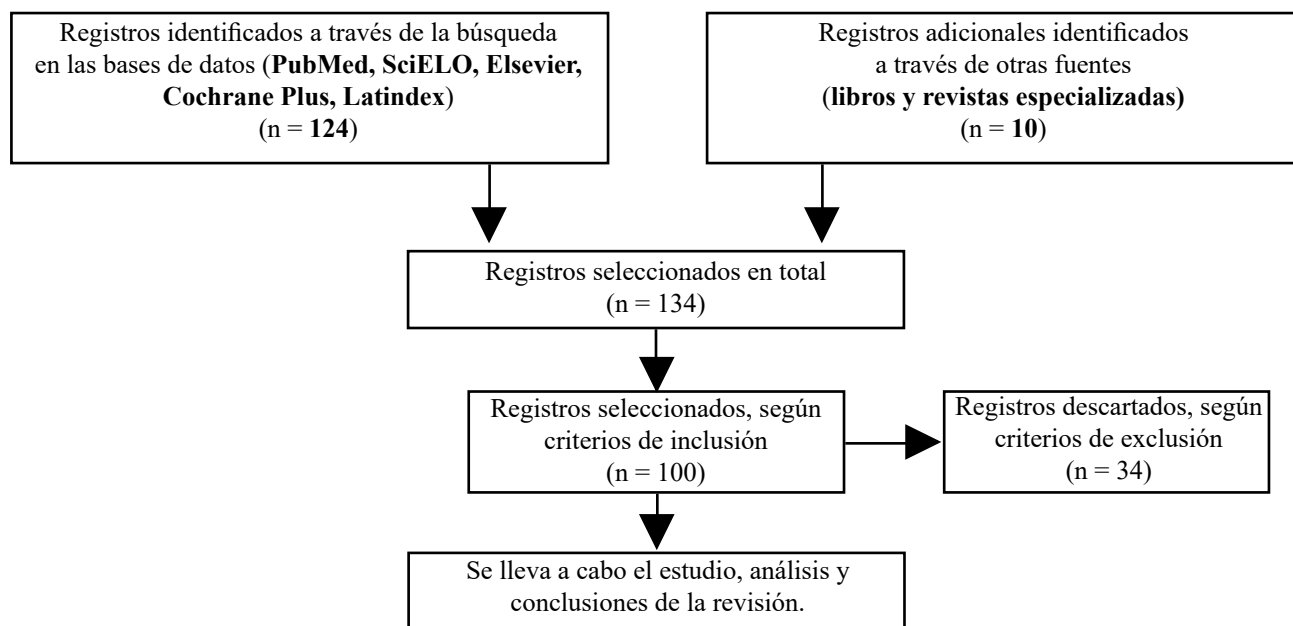 Registros identificados a través de la búsqueda
en las bases de datos (PubMed, SciELO, Elsevier,
Cochrane Plus, Latindex)
(n = 124)
Registros adicionales identificados
a través de otras fuentes
(libros y revistas especializadas)
(n = 10)
Registros seleccionados en total
(n = 134)
Registros seleccionados, según
criterios de inclusión
(n = 100)
Registros descartados, según
criterios de exclusión
(n = 34)
Se lleva a cabo el estudio, análisis y
conclusiones de la revisión.